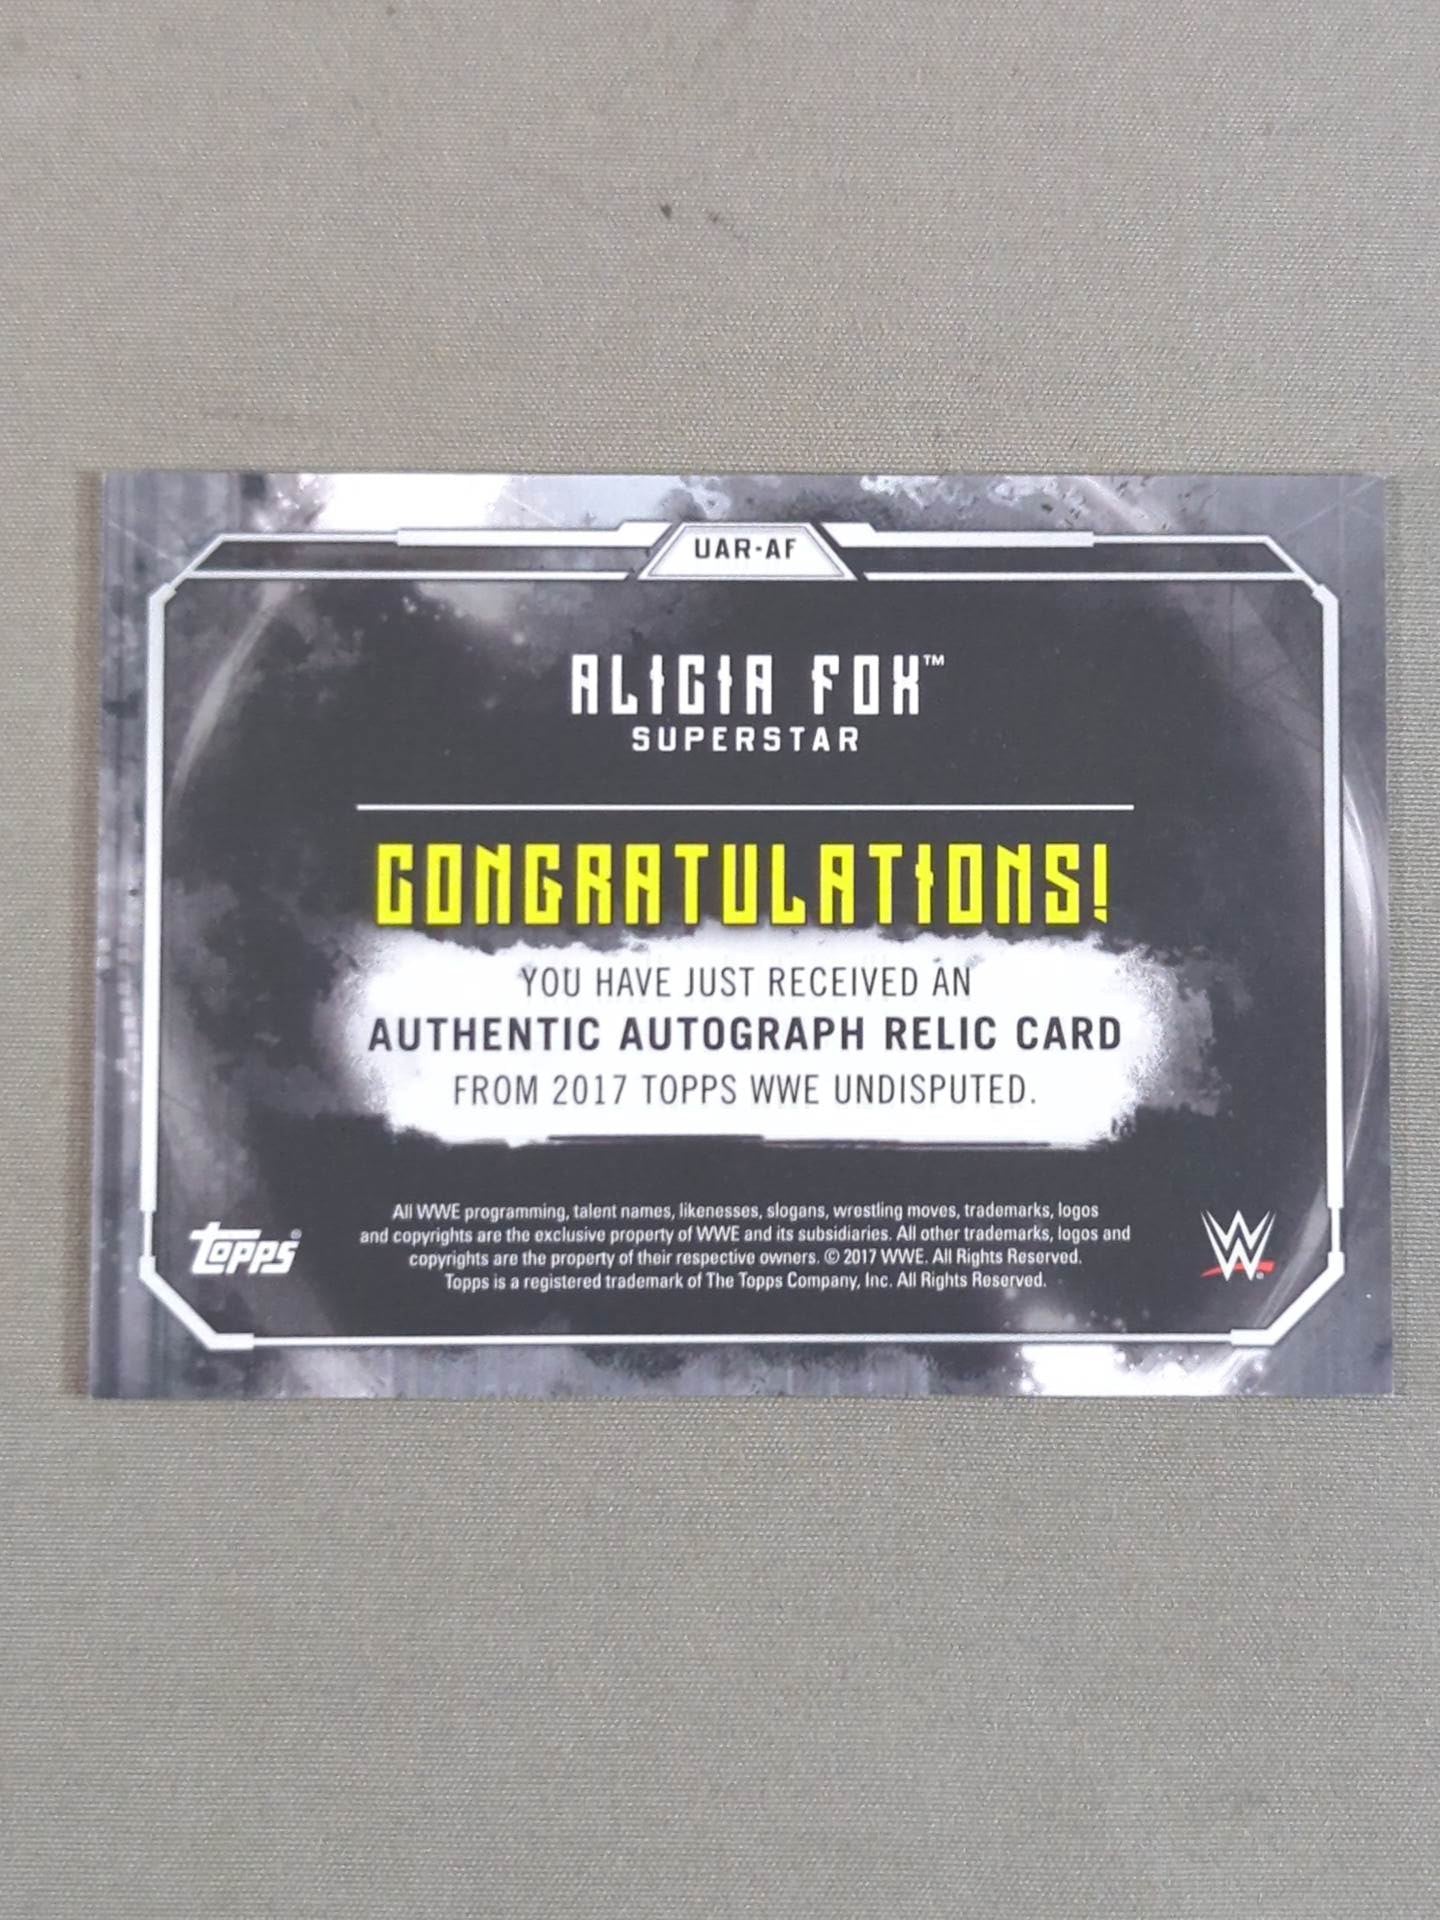 UAR-AF
ALICIA FOX™
SUPERSTAR
CONGRATULATIONS!
YOU HAVE JUST RECEIVED AN
AUTHENTIC AUTOGRAPH RELIC CARD
FROM 2017 TOPPS WWE UNDISPUTED.
All WWE programming, talent names, likenesses, slogans, wrestling moves, trademarks, logos
and copyrights are the exclusive property of WWE and its subsidiaries. All other trademarks, logos and
copyrights are the property of their respective owners. © 2017 WWE. All Rights Reserved.
Topps is a registered trademark of The Topps Company, Inc. All Rights Reserved.
topps®
W®